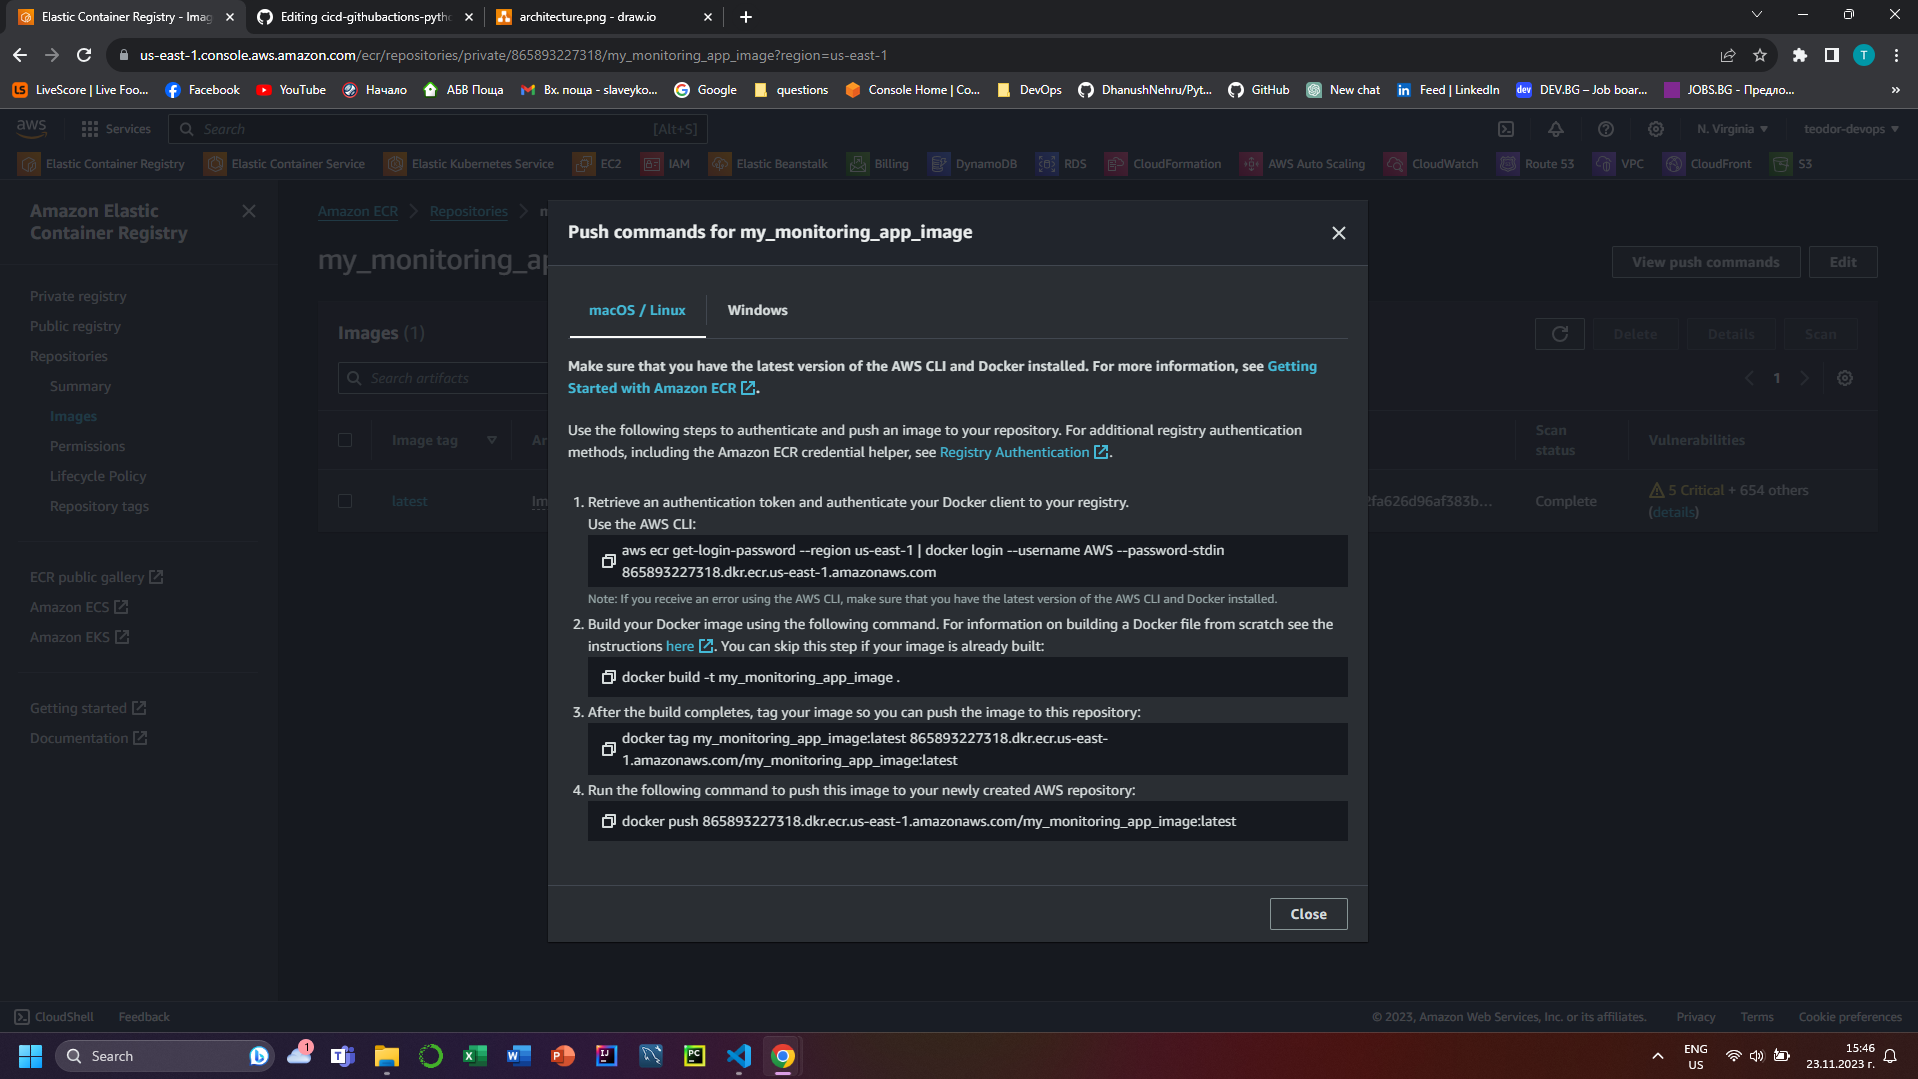 Elastic Container Registry - Imag
Editing cicd-githubactions-pytho
architecture.png - draw.io
us-east-1.console.aws.amazon.com/ecr/repositories/private/865893227318/my_monitoring_app_image?region=us-east-1
T
LiveScore | Live Foo...
Facebook
YouTube
Начало
АБВ Поща
Вх. поща - slaveyko...
Google
questions
Console Home | Co...
DevOps
DhanushNehru/Pyt...
GitHub
New chat
Feed | LinkedIn
DEV.BG – Job boar...
JOBS.BG - Предло...
»
aws
Services
Search
[Alt+S]
N. Virginia
teodor-devops
Elastic Container Registry
Elastic Container Service
Elastic Kubernetes Service
EC2
IAM
Elastic Beanstalk
Billing
DynamoDB
RDS
CloudFormation
AWS Auto Scaling
CloudWatch
Route 53
VPC
CloudFront
S3
Amazon Elastic
Container Registry
Private registry
Public registry
Repositories
Summary
Images
Permissions
Lifecycle Policy
Repository tags
ECR public gallery
Amazon ECS
Amazon EKS
Getting started
Documentation
Amazon ECR
Repositories
my_monitoring_ap
View push commands
Edit
Images (1)
Delete
Details
Scan
Search artifacts
1
Image tag
Ar
Scan
status
Vulnerabilities
latest
Im
2fa626d96af383b...
Complete
5 Critical + 654 others
(details)
Push commands for my_monitoring_app_image
macOS / Linux
Windows
Make sure that you have the latest version of the AWS CLI and Docker installed. For more information, see Getting
Started with Amazon ECR.
Use the following steps to authenticate and push an image to your repository. For additional registry authentication
methods, including the Amazon ECR credential helper, see Registry Authentication.
1. Retrieve an authentication token and authenticate your Docker client to your registry.
Use the AWS CLI:
aws ecr get-login-password --region us-east-1 | docker login --username AWS --password-stdin
865893227318.dkr.ecr.us-east-1.amazonaws.com
Note: If you receive an error using the AWS CLI, make sure that you have the latest version of the AWS CLI and Docker installed.
2. Build your Docker image using the following command. For information on building a Docker file from scratch see the
instructions here. You can skip this step if your image is already built:
docker build -t my_monitoring_app_image .
3. After the build completes, tag your image so you can push the image to this repository:
docker tag my_monitoring_app_image:latest 865893227318.dkr.ecr.us-east-
1.amazonaws.com/my_monitoring_app_image:latest
4. Run the following command to push this image to your newly created AWS repository:
docker push 865893227318.dkr.ecr.us-east-1.amazonaws.com/my_monitoring_app_image:latest
Close
CloudShell
Feedback
© 2023, Amazon Web Services, Inc. or its affiliates.
Privacy
Terms
Cookie preferences
Search
1
ENG
US
15:46
23.11.2023 г.